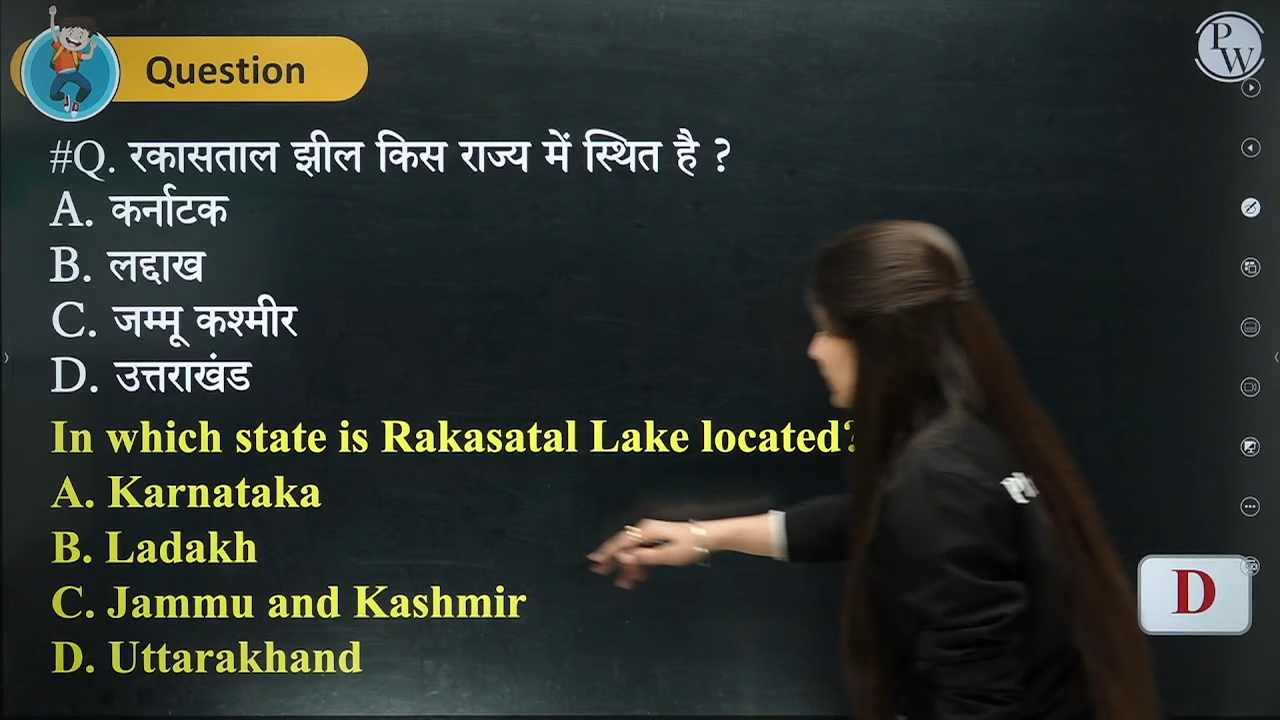 Question
PW
#Q. रकासताल झील किस राज्य में स्थित है ?
A. कर्नाटक
B. लद्दाख
C. जम्मू कश्मीर
D. उत्तराखंड
In which state is Rakasatal Lake located?
A. Karnataka
B. Ladakh
C. Jammu and Kashmir
D. Uttarakhand
D